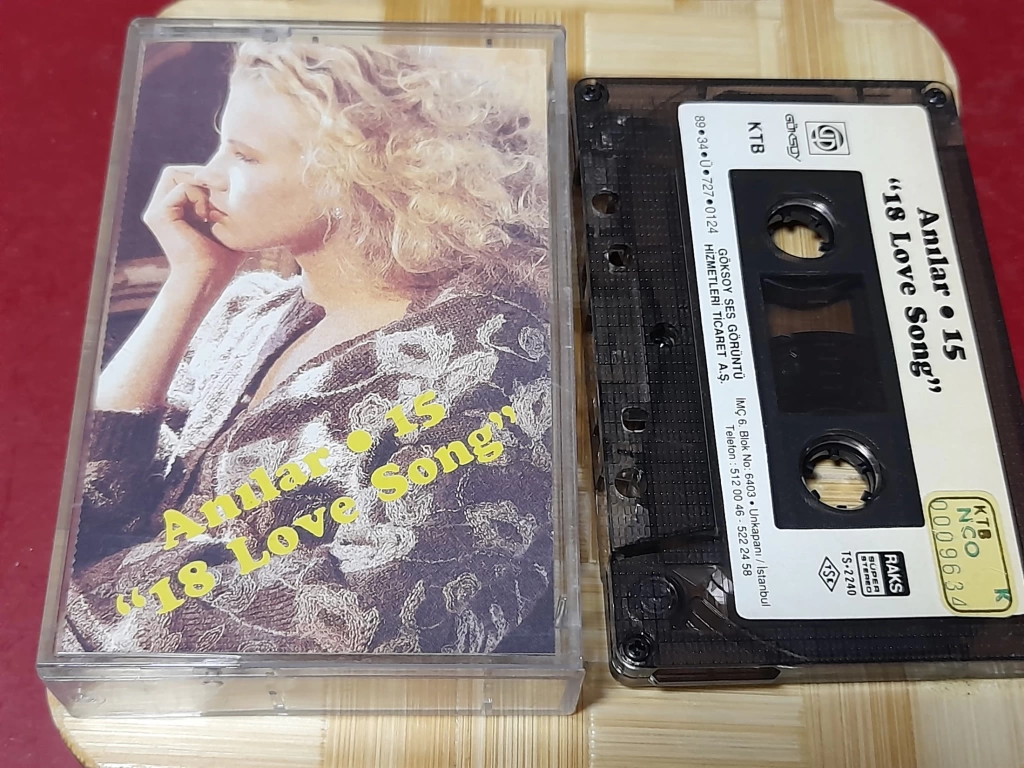 Anılar • 15
"18 Love Song"
Anılar • 15
"18 Love Song"
GÖKSOY
KTB
89•34•Ü•727•0124
GÖKSOY SES GÖRÜNTÜ
HİZMETLERİ TİCARET A.Ş.
İMÇ 6. Blok No: 6403 • Unkapanı / İstanbul
Telefon : 512 00 46 - 522 24 58
RAKS
SUPER
STEREO
TS-2240
TSE
KTB
NCO
K
0009634